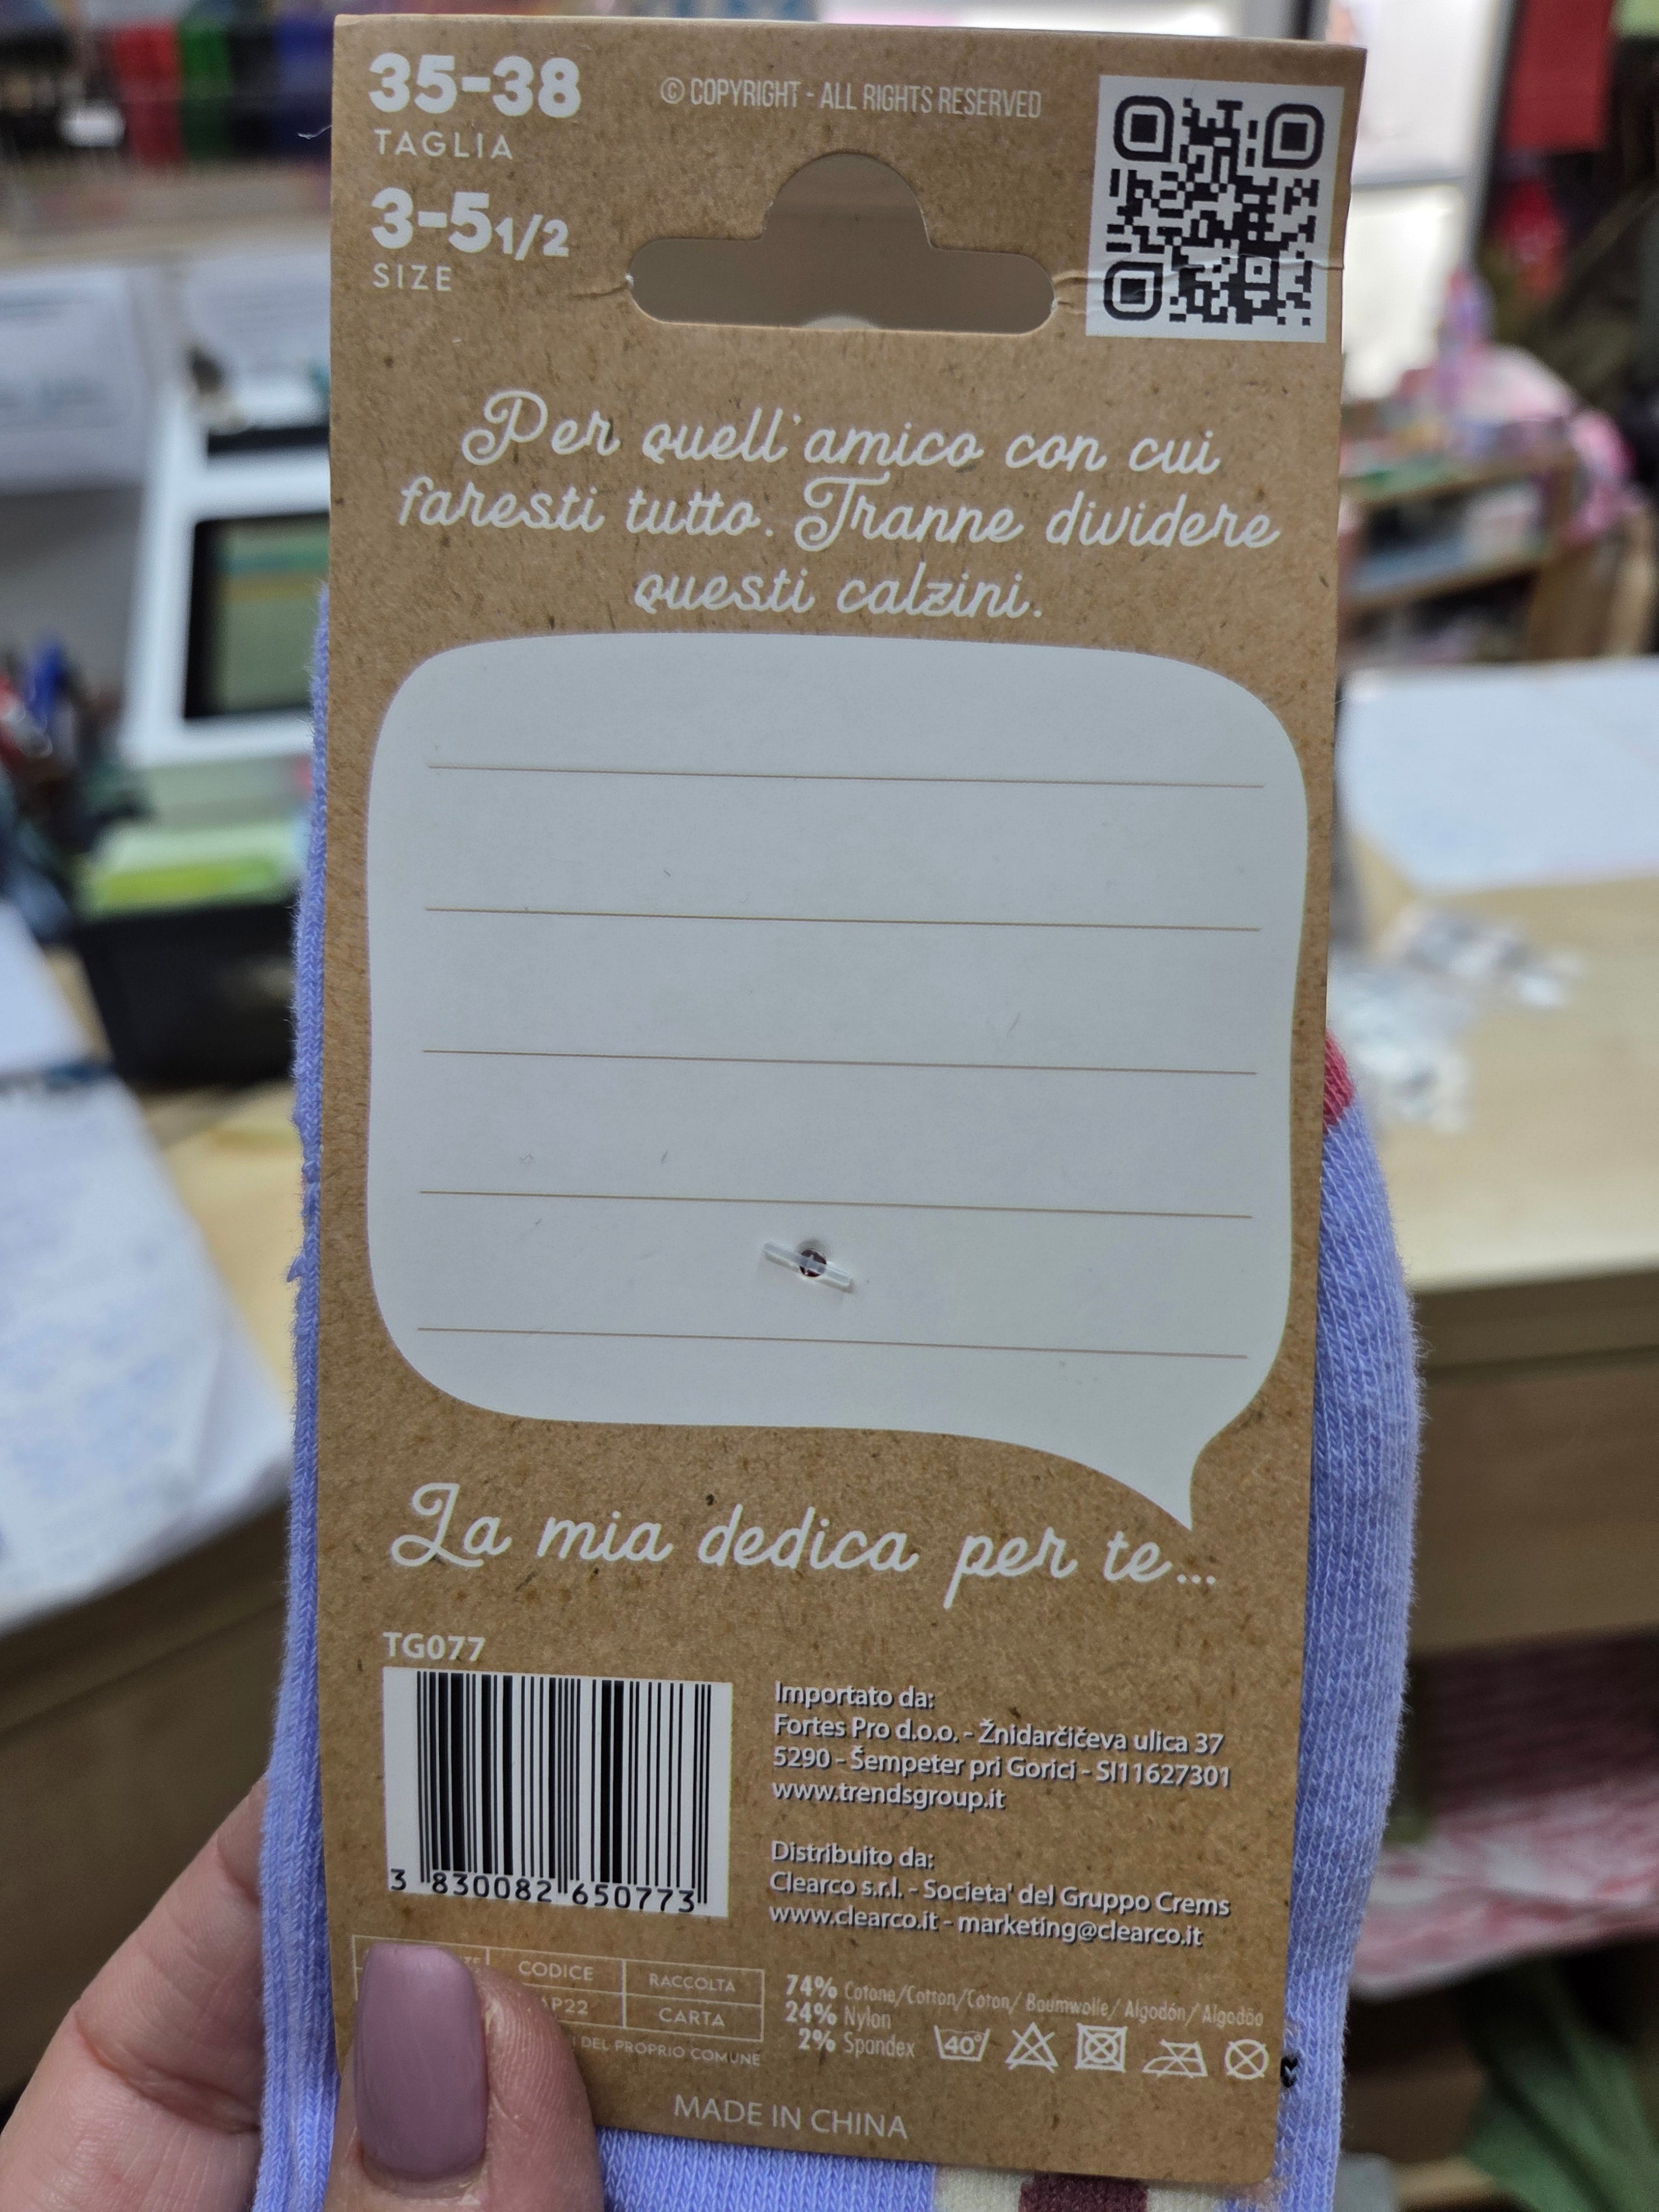 35-38
TAGLIA
3-5 1/2
SIZE
© COPYRIGHT - ALL RIGHTS RESERVED
Per quell'amico con cui
faresti tutto. Tranne dividere
questi calzini.
La mia dedica per te...
TG077
3 830082 650773
Importato da:
Fortes Pro d.o.o. - Žnidarčičeva ulica 37
5290 - Šempeter pri Gorici - SI11627301
www.trendsgroup.it
Distribuito da:
Clearco s.r.l. - Societa' del Gruppo Crems
www.clearco.it - marketing@clearco.it
CODICE RACCOLTA
CARTA
DEL PROPRIO COMUNE
74% Cotone/Cotton/Coton/ Baumwolle/ Algodón/ Algodão
24% Nylon
2% Spandex 40°
MADE IN CHINA